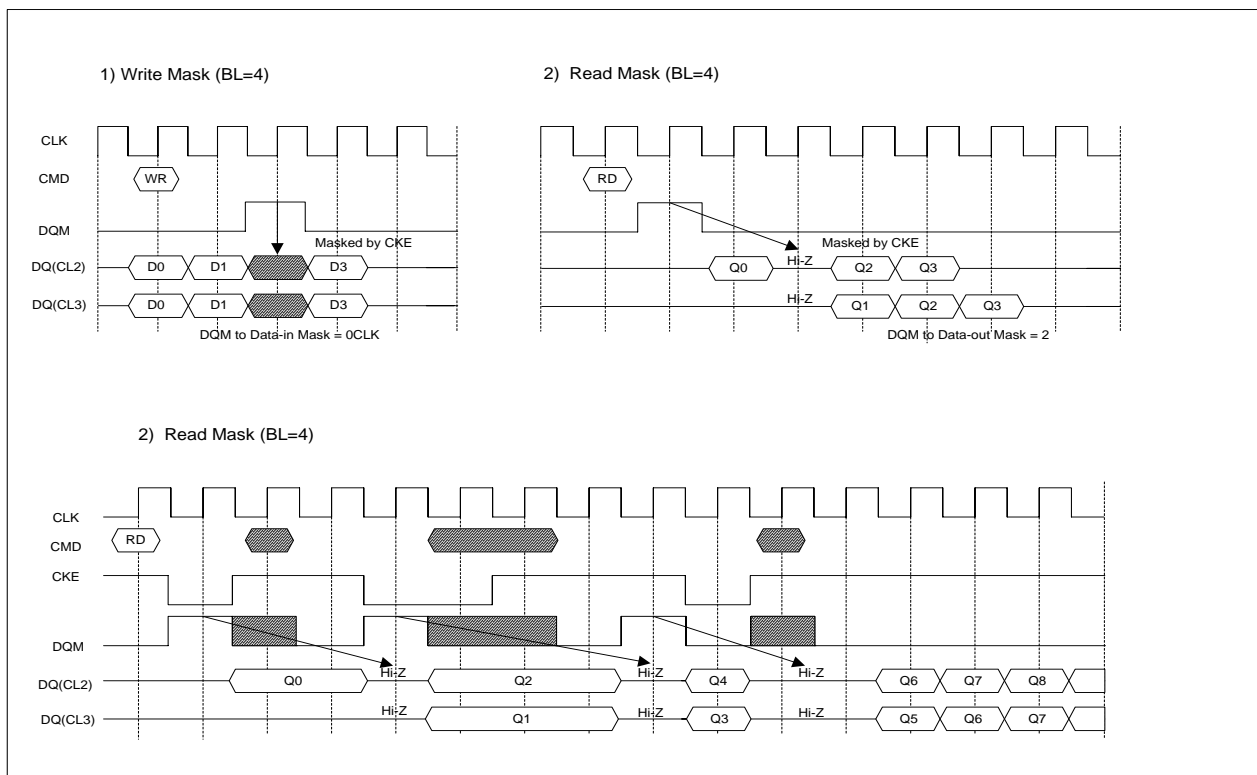 1) Write Mask (BL=4)
CLK
CMD WR
DQM
Masked by CKE
DQ(CL2) D0 D1 D3
DQ(CL3) D0 D1 D3
DQM to Data-in Mask = 0CLK
2) Read Mask (BL=4)
RD
Masked by CKE
Q0 Hi-Z Q2 Q3
Hi-Z Q1 Q2 Q3
DQM to Data-out Mask = 2
2) Read Mask (BL=4)
CLK
CMD RD
CKE
DQM
DQ(CL2) Q0 Hi-Z Q2 Hi-Z Q4 Hi-Z Q6 Q7 Q8
DQ(CL3) Hi-Z Q1 Hi-Z Q3 Hi-Z Q5 Q6 Q7